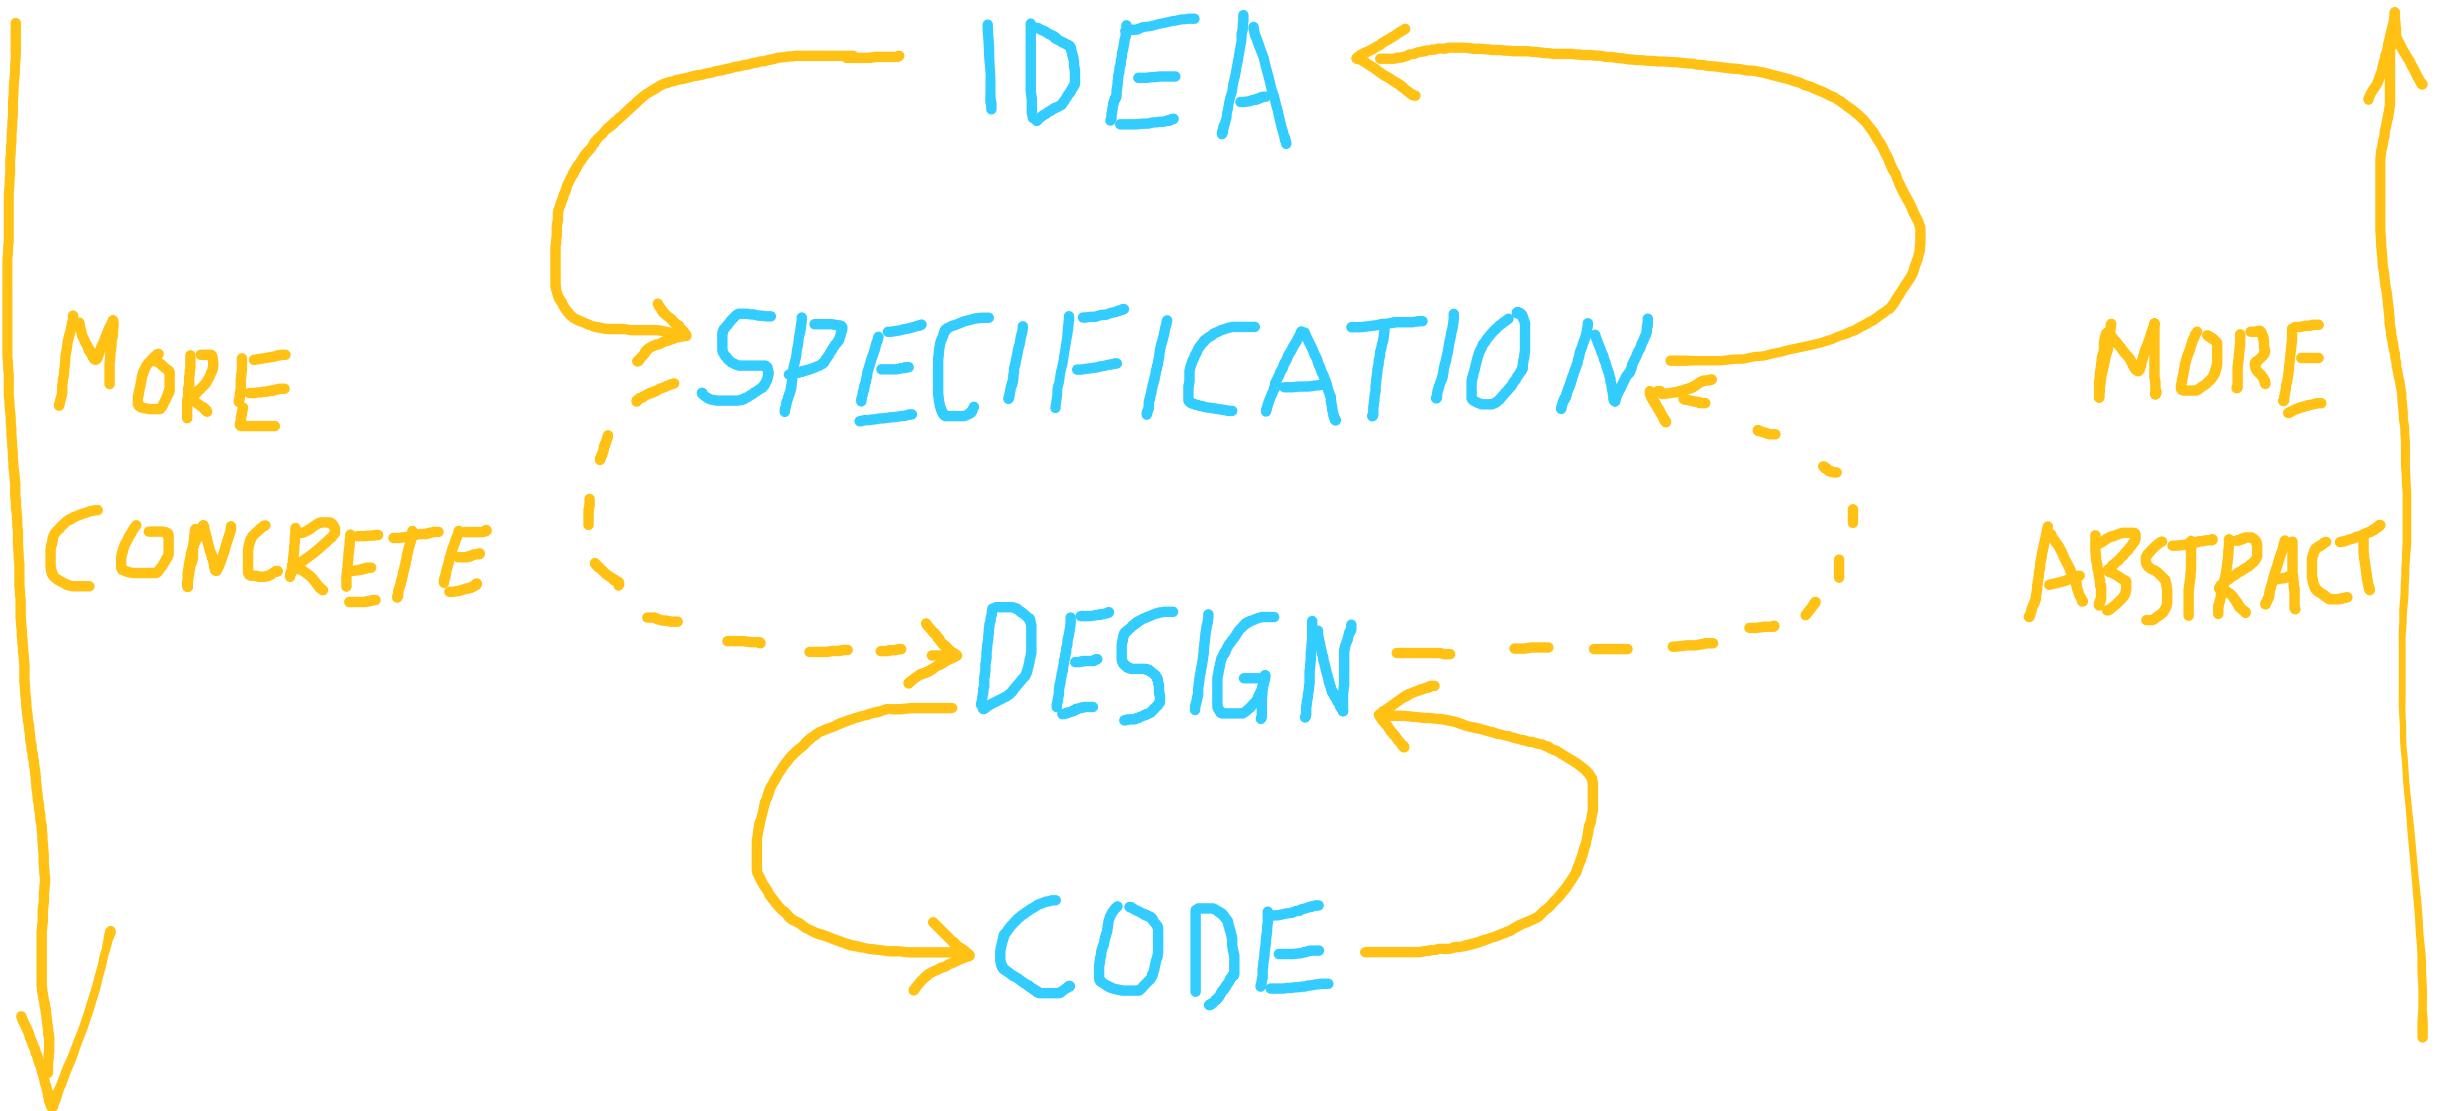 IDEA
SPECIFICATION
MORE
CONCRETE
MORE
ABSTRACT
DESIGN
CODE